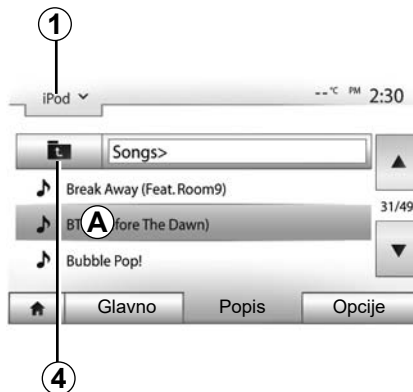 1
iPod --°C PM 2:30
t Songs>
Break Away (Feat. Room9)
31/49
BT A fore The Dawn)
Bubble Pop!
Glavno Popis Opcije
4